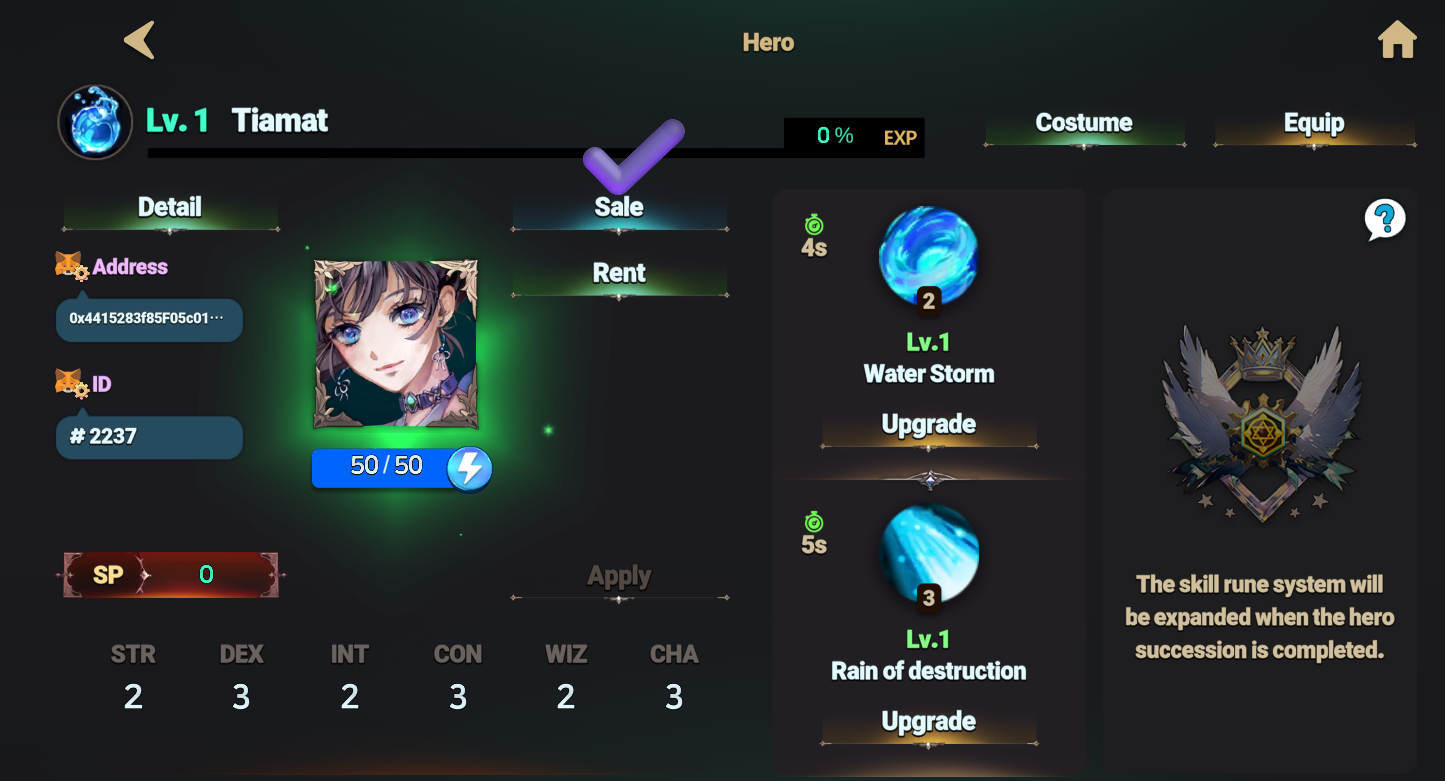 Hero
Lv. 1 Tiamat
0 % EXP
Costume
Equip
Detail
Sale
Rent
Address
0x4415283f85F05c01···
ID
# 2237
50 / 50
SP 0
Apply
STR DEX INT CON WIZ CHA
2 3 2 3 2 3
4s
2
Lv.1
Water Storm
Upgrade
5s
3
Lv.1
Rain of destruction
Upgrade
?
The skill rune system will
be expanded when the hero
succession is completed.